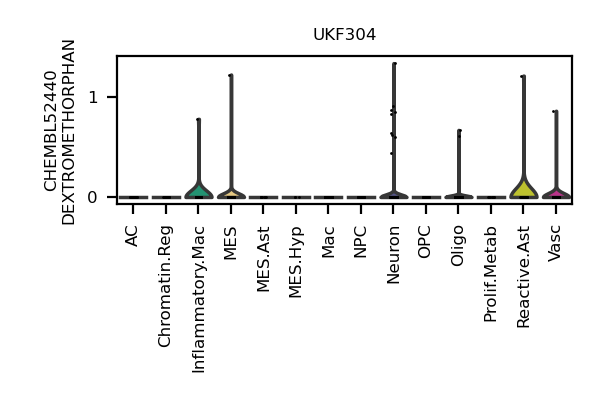 UKF304
CHEMBL52440
DEXTROMETHORPHAN
1
0
AC
Chromatin.Reg
Inflammatory.Mac
MES
MES.Ast
MES.Hyp
Mac
NPC
Neuron
OPC
Oligo
Prolif.Metab
Reactive.Ast
Vasc